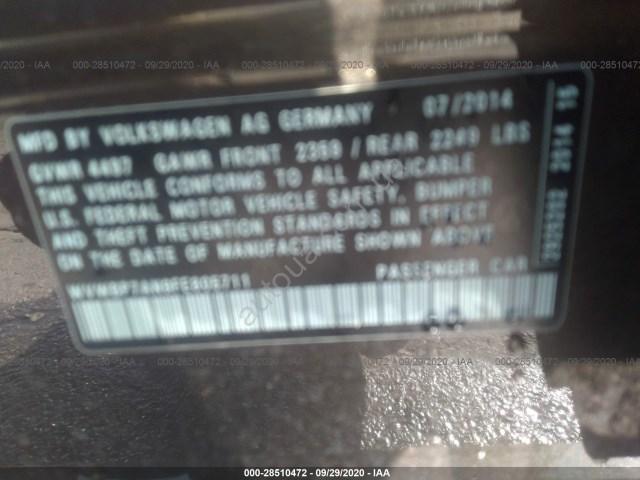 000-28510472 - 09/29/2020 - IAA
MFD BY VOLKSWAGEN AG GERMANY 07/2014
GVWR 4497 GAWR FRONT 2369 / REAR 2249 LBS
THIS VEHICLE CONFORMS TO ALL APPLICABLE
U.S. FEDERAL MOTOR VEHICLE SAFETY, BUMPER
AND THEFT PREVENTION STANDARDS IN EFFECT
ON THE DATE OF MANUFACTURE SHOWN ABOVE
PASSENGER CAR
2014 15
000-28510472 - 09/29/2020 - IAA